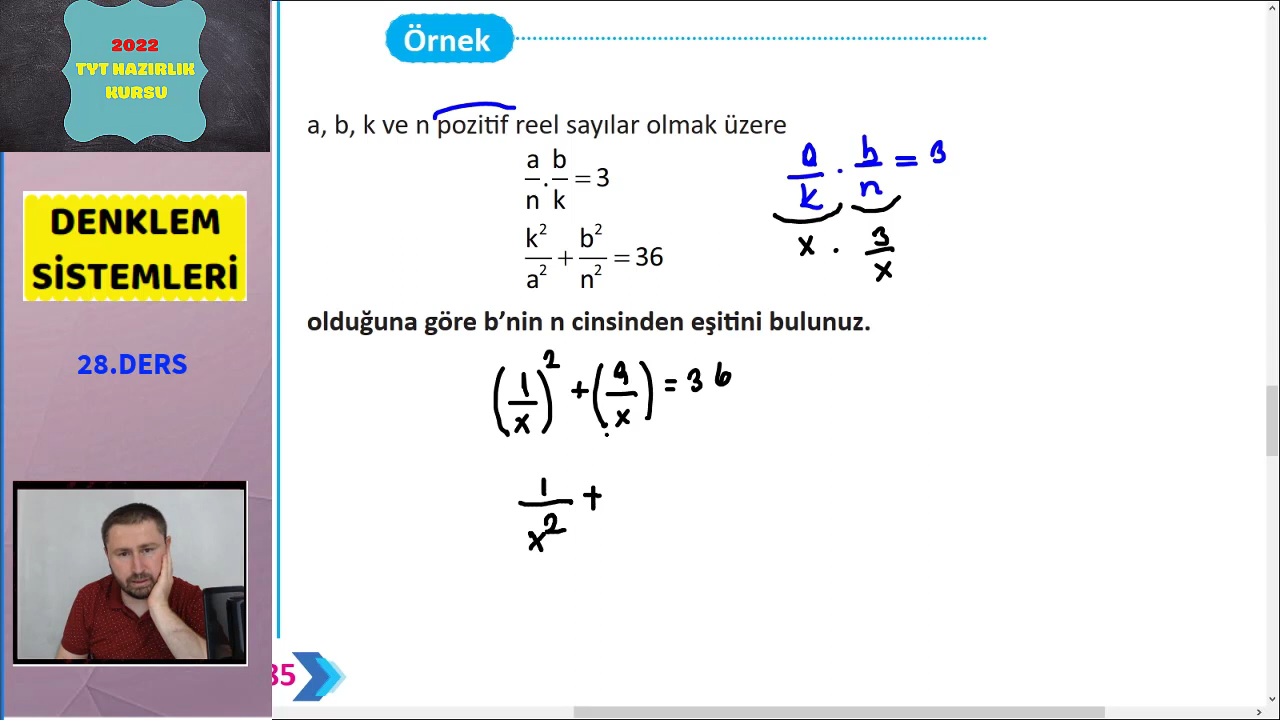 2022
TYT HAZIRLIK
KURSU
DENKLEM
SİSTEMLERİ
28.DERS
Örnek
a, b, k ve n pozitif reel sayılar olmak üzere
a/n . b/k = 3
k²/a² + b²/n² = 36
olduğuna göre b’nin n cinsinden eşitini bulunuz.
a/k . b/n = 3
x . 3/x
(1/x)² + (9/x) = 36
1/x² +
35